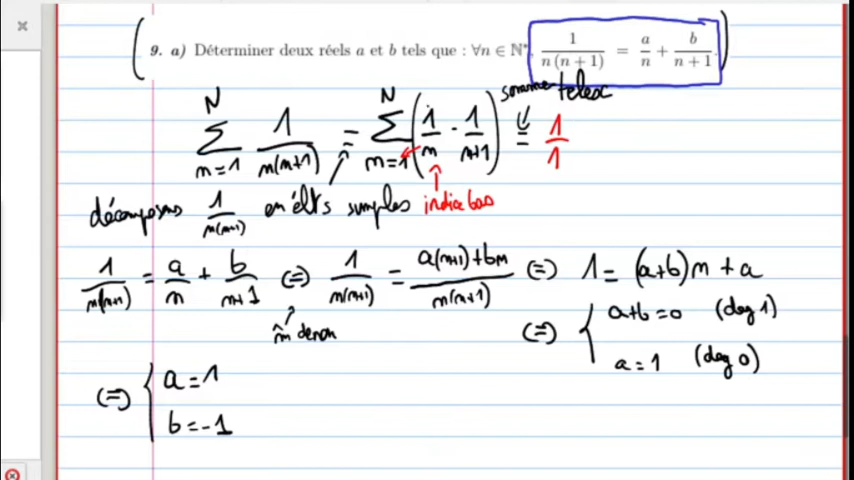 9. a) Déterminer deux réels a et b tels que : ∀n ∈ ℕ*, 1/(n(n+1)) = a/n + b/(n+1).
somme telesc
N N
∑ 1/(n(n+1)) = ∑ (1/n - 1/(n+1)) = 1/1
n=1 n=1
décomposons 1/(n(n+1)) en élts simples indice bas
1/(n(n+1)) = a/n + b/(n+1) (=) 1/(n(n+1)) = (a(n+1)+bn)/(n(n+1)) (=) 1 = (a+b)n + a
m̂ denom
(=) { a+b=0 (deg 1)
a=1 (deg 0)
(=) { a=1
b=-1